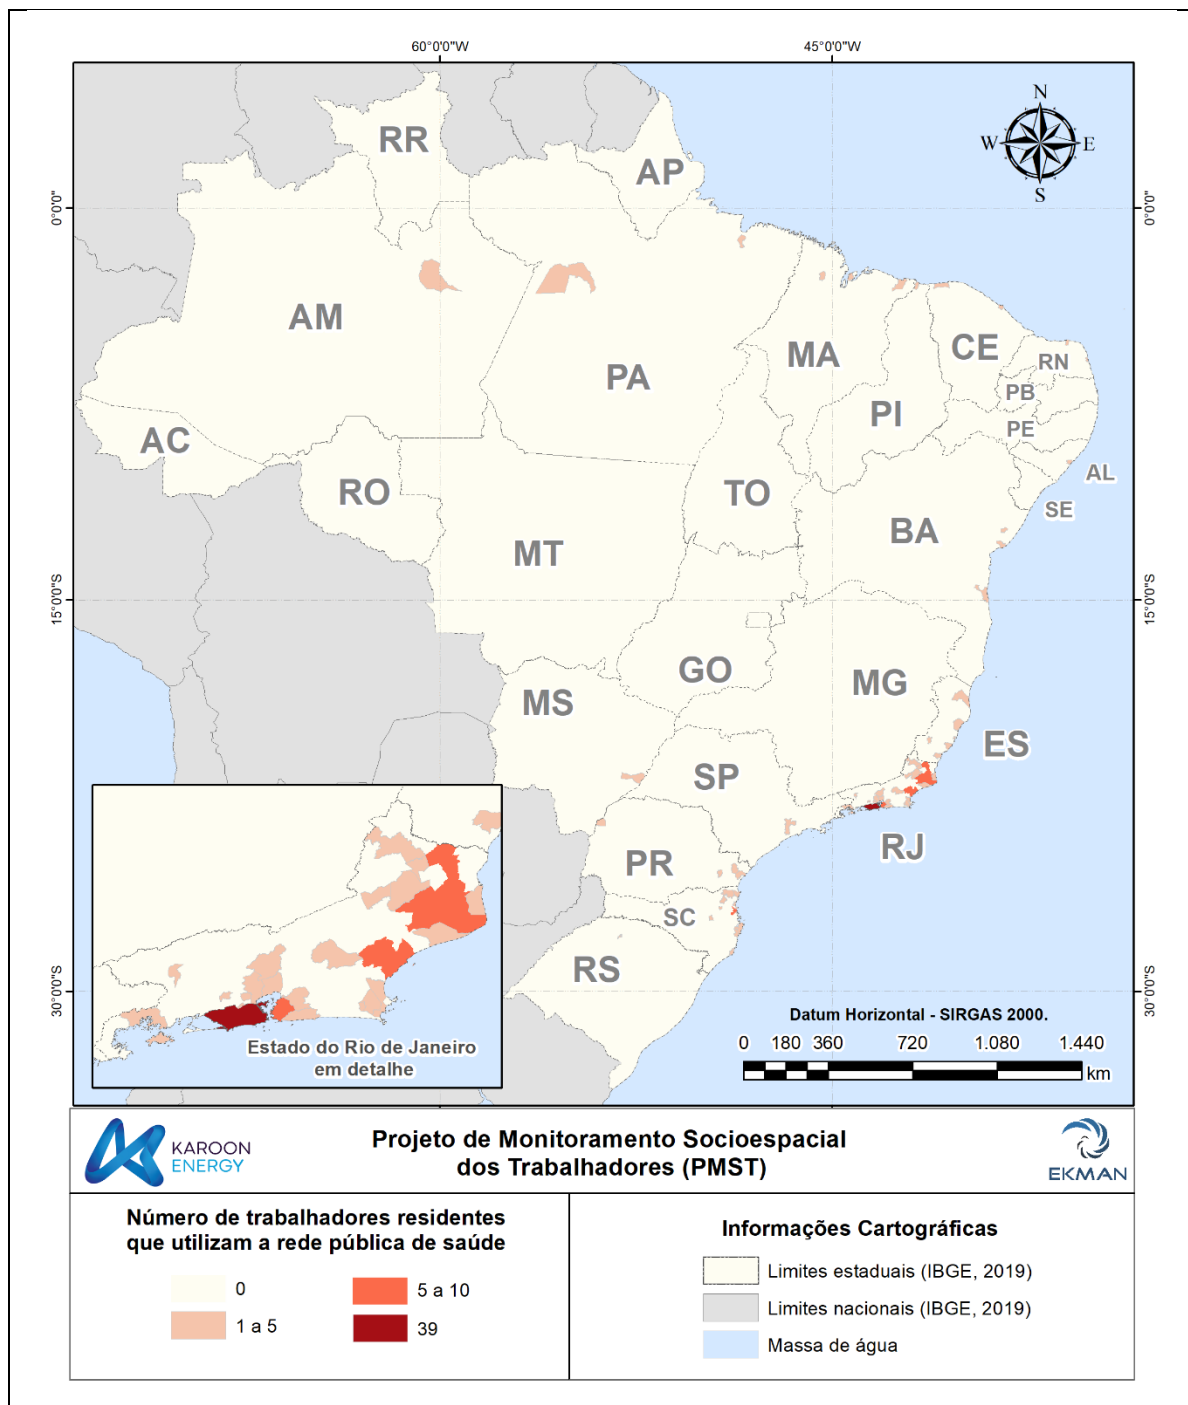 60°0'0"W
45°0'0"W
N
W
E
S
0°0'0"
0°0'0"
RR
AP
AM
PA
MA
CE
RN
PB
PI
PE
AC
RO
TO
AL
SE
BA
MT
15°0'0"S
15°0'0"S
GO
MG
MS
ES
SP
RJ
PR
SC
RS
30°0'0"S
30°0'0"S
Estado do Rio de Janeiro
em detalhe
Datum Horizontal - SIRGAS 2000.
0 180 360 720 1.080 1.440
km
KAROON
ENERGY
Projeto de Monitoramento Socioespacial
dos Trabalhadores (PMST)
EKMAN
Número de trabalhadores residentes
que utilizam a rede pública de saúde
0
5 a 10
1 a 5
39
Informações Cartográficas
Limites estaduais (IBGE, 2019)
Limites nacionais (IBGE, 2019)
Massa de água